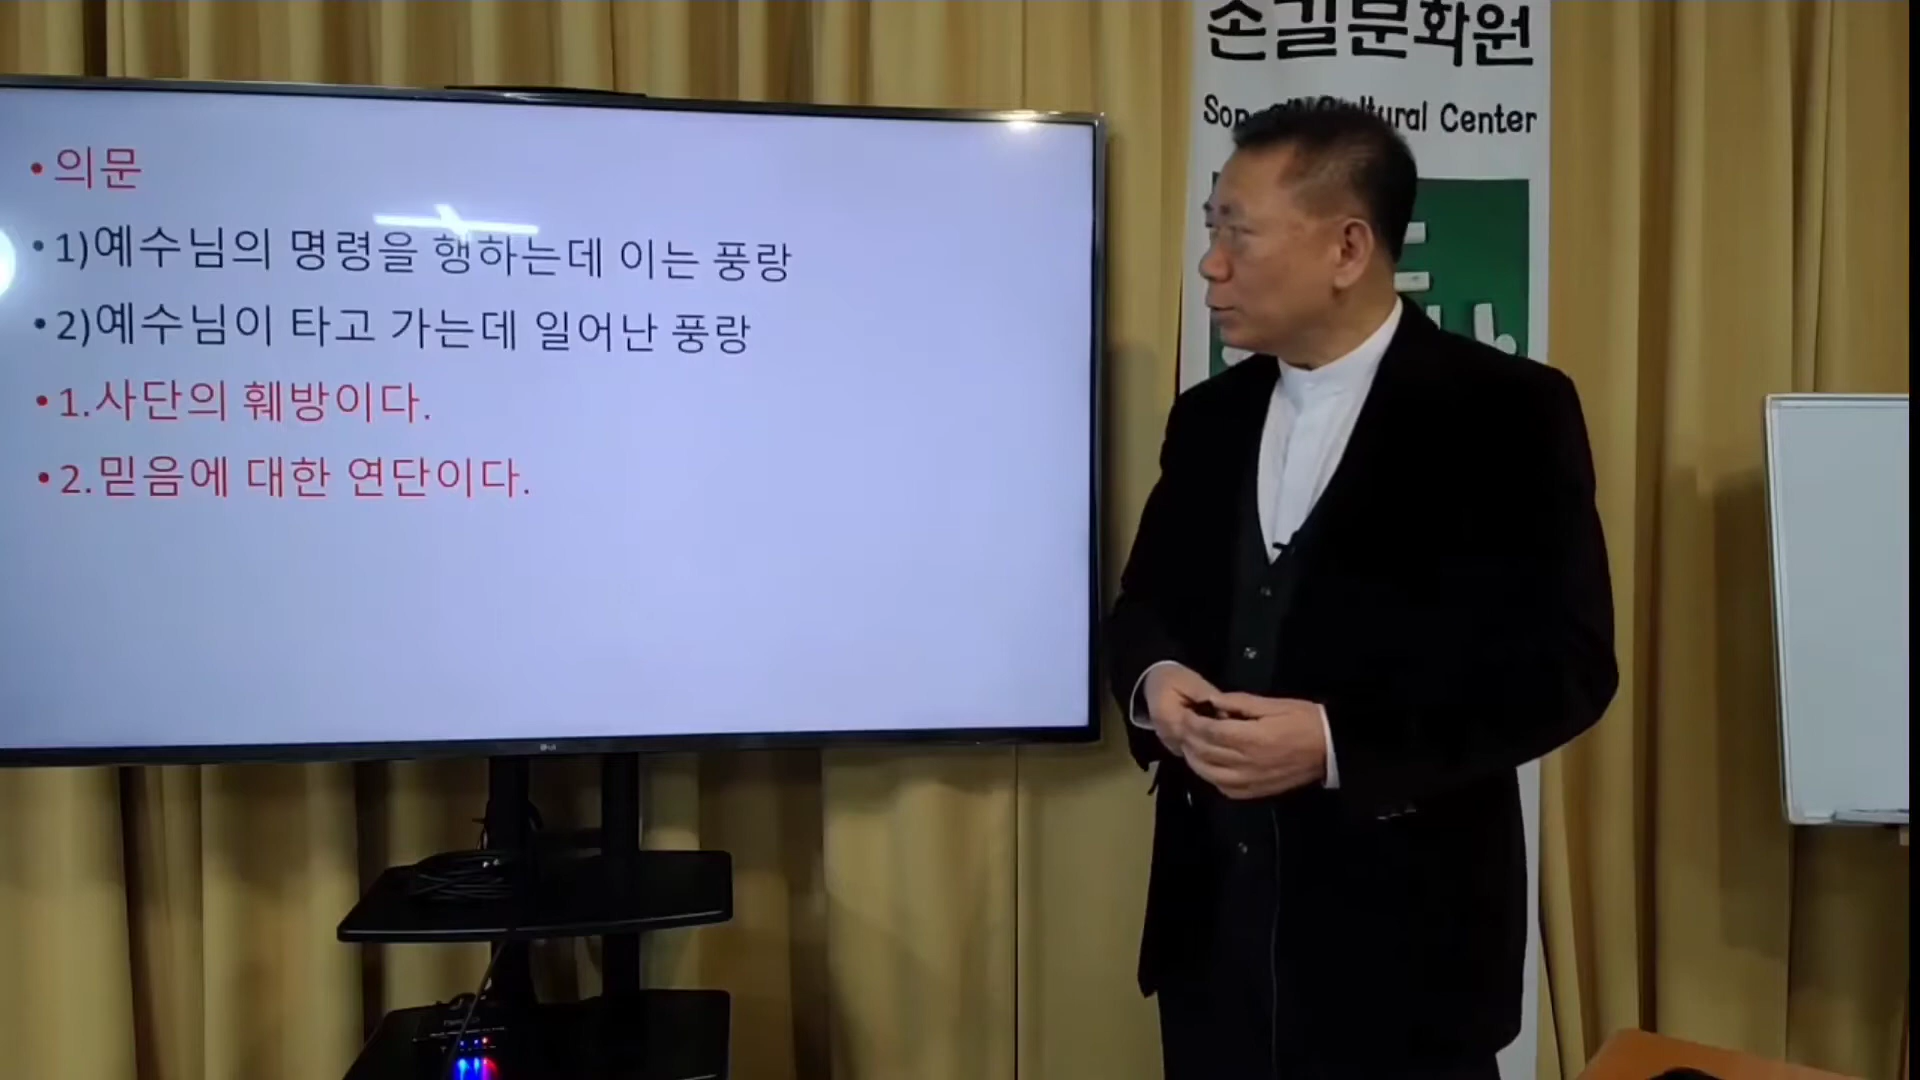 • 의문
• 1)예수님의 명령을 행하는데 이는 풍랑
• 2)예수님이 타고 가는데 일어난 풍랑
• 1.사단의 훼방이다.
• 2.믿음에 대한 연단이다.
손길문화원
Cultural Center
LG